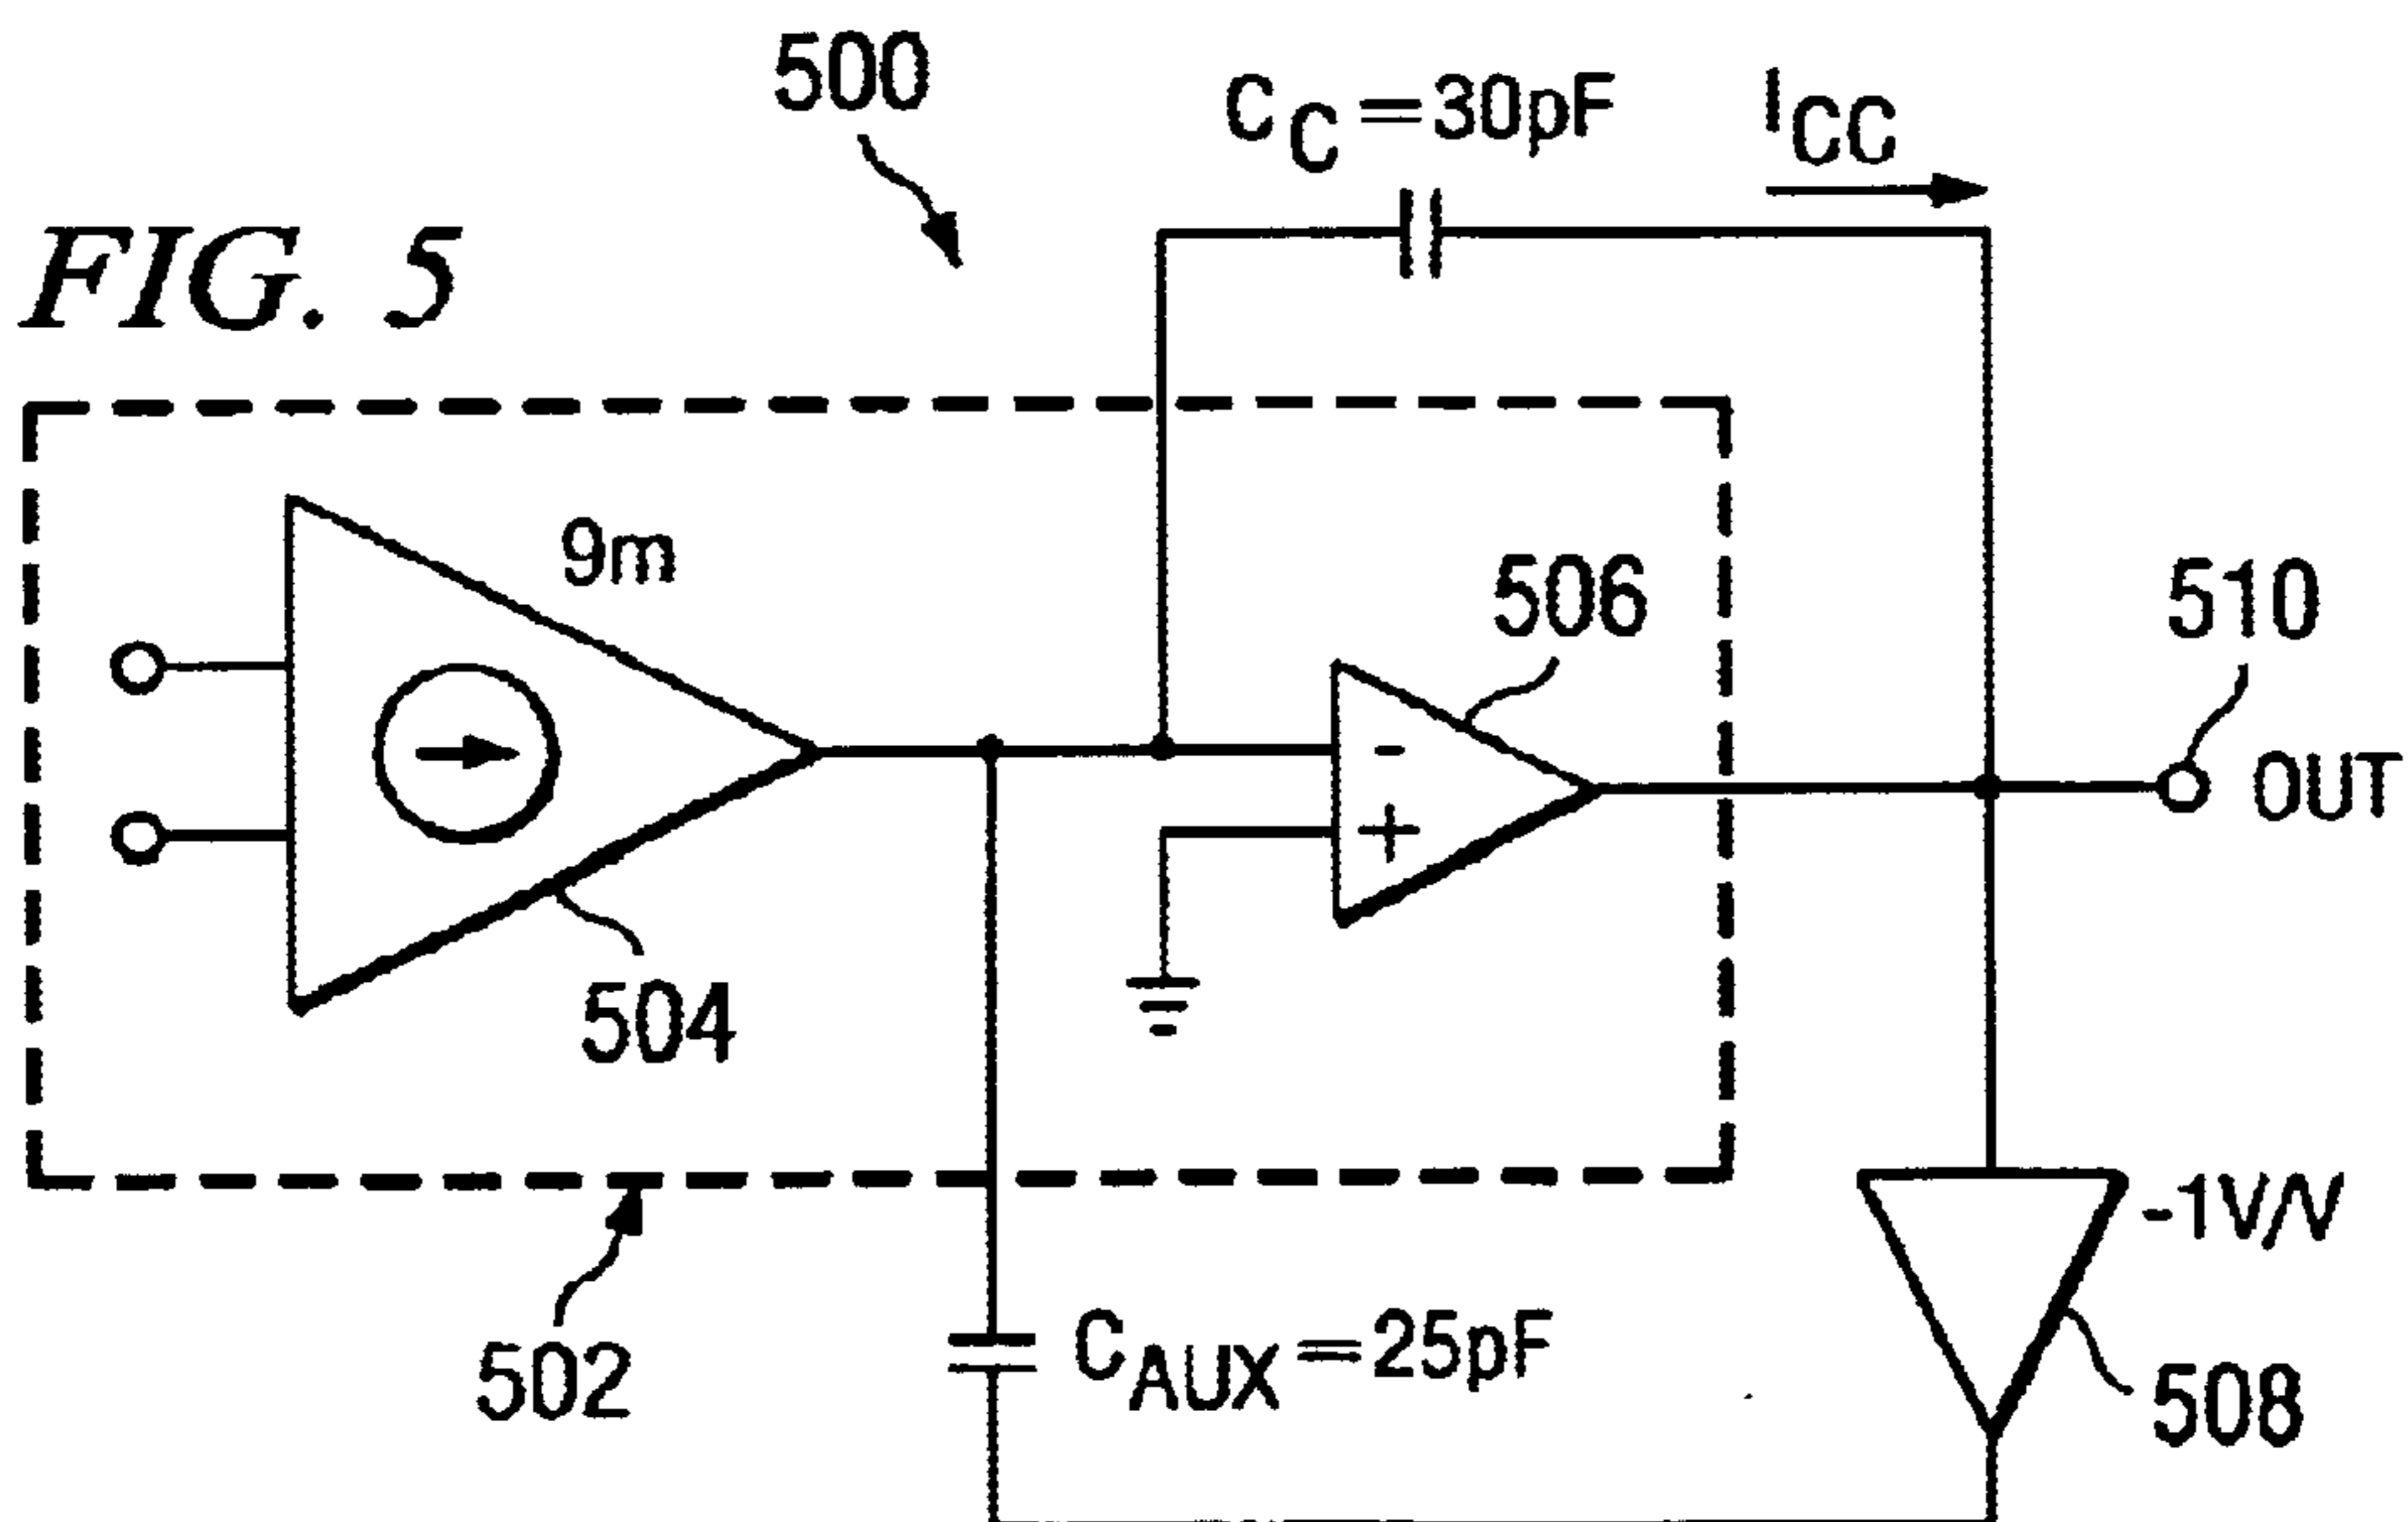 500
C_C=30pF
I_CC
FIG. 5
9m
506
510
-
+
OUT
504
-1V/V
502
C_AUX=25pF
508